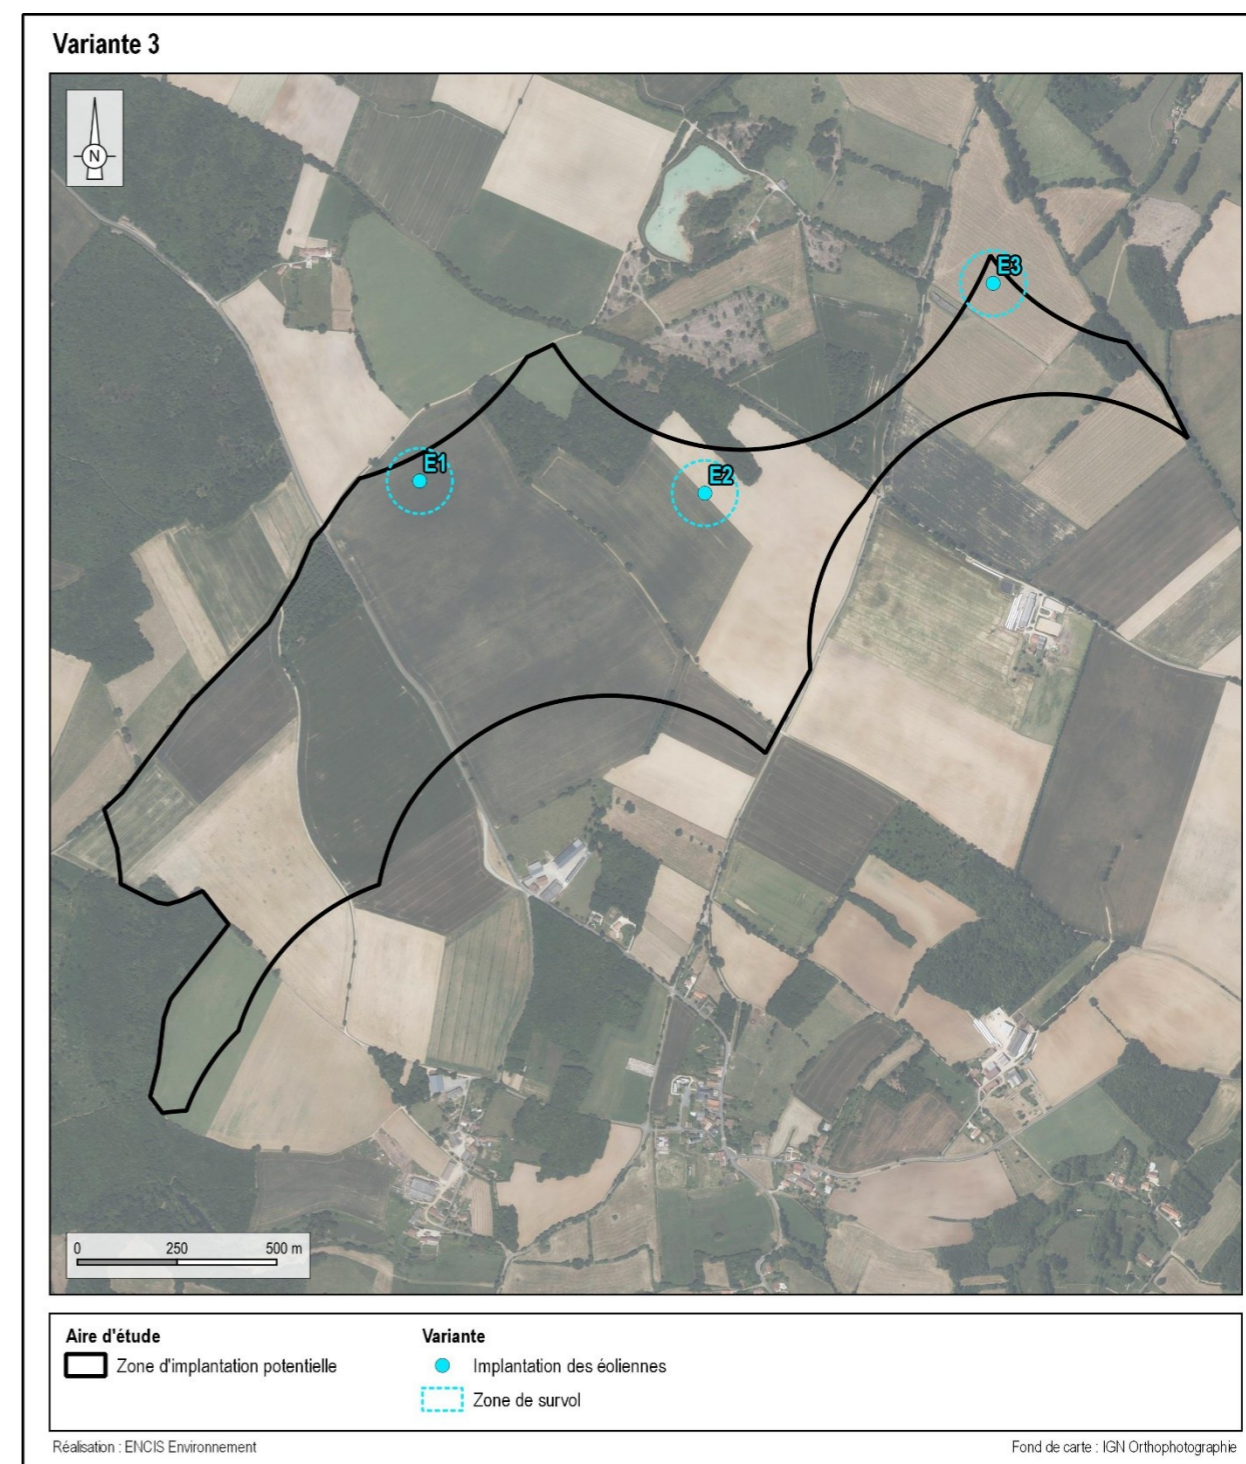 Variante 3
N
E3
E1
E2
0 250 500 m
Aire d'étude
Zone d'implantation potentielle
Variante
Implantation des éoliennes
Zone de survol
Réalisation : ENCIS Environnement
Fond de carte : IGN Orthophotographie